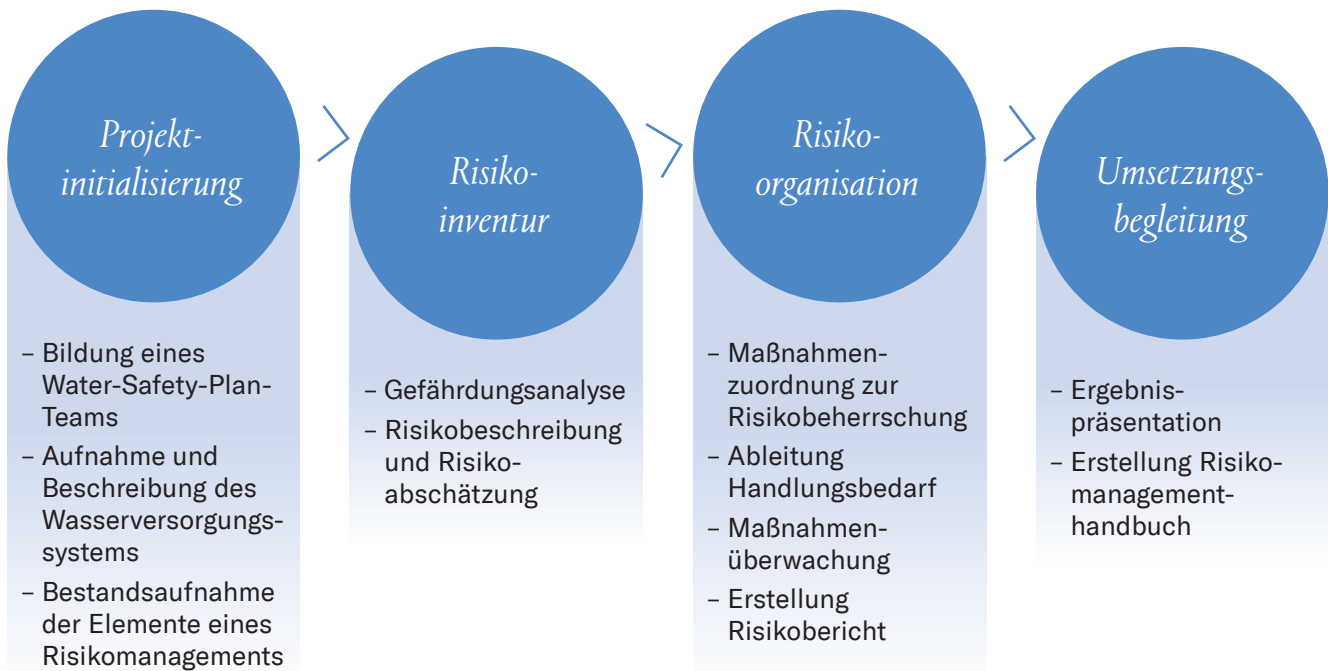 Projekt-
initialisierung
– Bildung eines
Water-Safety-Plan-
Teams
– Aufnahme und
Beschreibung des
Wasserversorgungs-
systems
– Bestandsaufnahme
der Elemente eines
Risikomanagements
Risiko-
inventur
– Gefährdungsanalyse
– Risikobeschreibung
und Risiko-
abschätzung
Risiko-
organisation
– Maßnahmen-
zuordnung zur
Risikobeherrschung
– Ableitung
Handlungsbedarf
– Maßnahmen-
überwachung
– Erstellung
Risikobericht
Umsetzungs-
begleitung
– Ergebnis-
präsentation
– Erstellung Risiko-
management-
handbuch